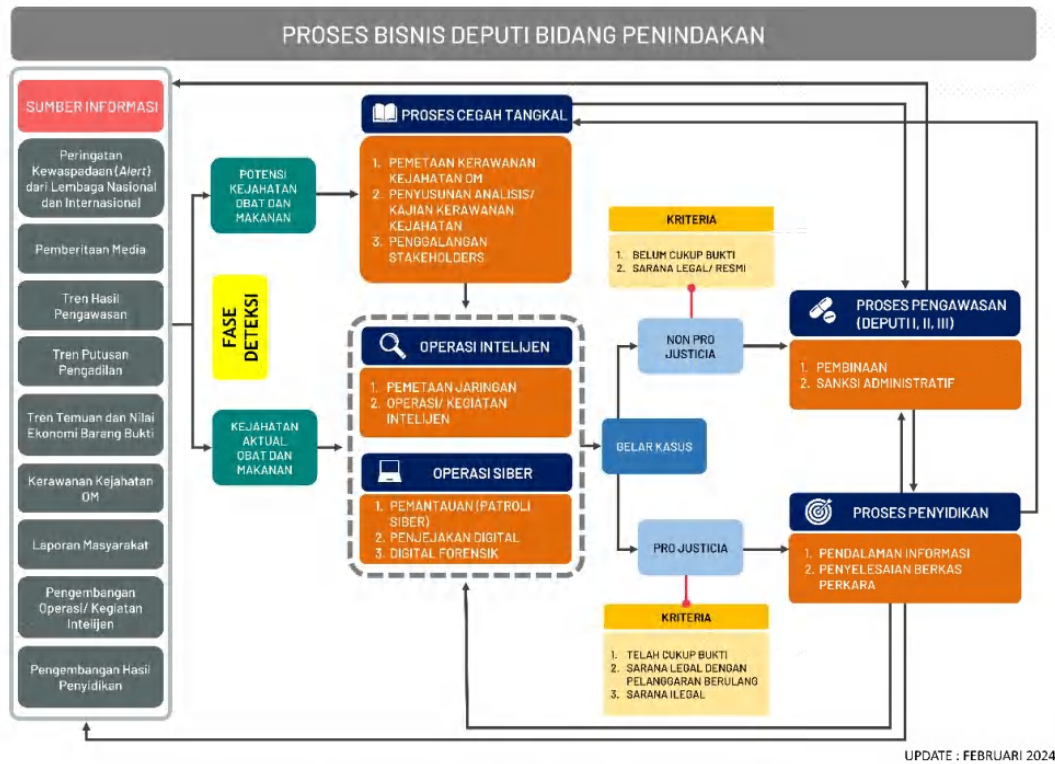 PROSES BISNIS DEPUTI BIDANG PENINDAKAN
SUMBER INFORMASI
Peringatan
Kewaspadaan (Alert)
dari Lembaga Nasional
dan Internasional
Pemberitaan Media
Tren Hasil
Pengawasan
Tren Putusan
Pengadilan
Tren Temuan dan Nilai
Ekonomi Barang Bukti
Kerawanan Kejahatan
OM
Laporan Masyarakat
Pengembangan
Operasi/ Kegiatan
Intelijen
Pengembangan Hasil
Penyidikan
POTENSI
KEJAHATAN
OBAT DAN
MAKANAN
FASE
DETEKSI
KEJAHATAN
AKTUAL
OBAT DAN
MAKANAN
PROSES CEGAH TANGKAL
1. PEMETAAN KERAWANAN
KEJAHATAN OM
2. PENYUSUNAN ANALISIS/
KAJIAN KERAWANAN
KEJAHATAN
3. PENGGALANGAN
STAKEHOLDERS
OPERASI INTELIJEN
1. PEMETAAN JARINGAN
2. OPERASI/ KEGIATAN
INTELIJEN
OPERASI SIBER
1. PEMANTAUAN (PATROLI
SIBER)
2. PENJEJAKAN DIGITAL
3. DIGITAL FORENSIK
GELAR KASUS
KRITERIA
1. BELUM CUKUP BUKTI
2. SARANA LEGAL/ RESMI
NON PRO
JUSTICIA
PRO JUSTICIA
KRITERIA
1. TELAH CUKUP BUKTI
2. SARANA LEGAL DENGAN
PELANGGARAN BERULANG
3. SARANA ILEGAL
PROSES PENGAWASAN
(DEPUTI I, II, III)
1. PEMBINAAN
2. SANKSI ADMINISTRATIF
PROSES PENYIDIKAN
1. PENDALAMAN INFORMASI
2. PENYELESAIAN BERKAS
PERKARA
UPDATE : FEBRUARI 2024